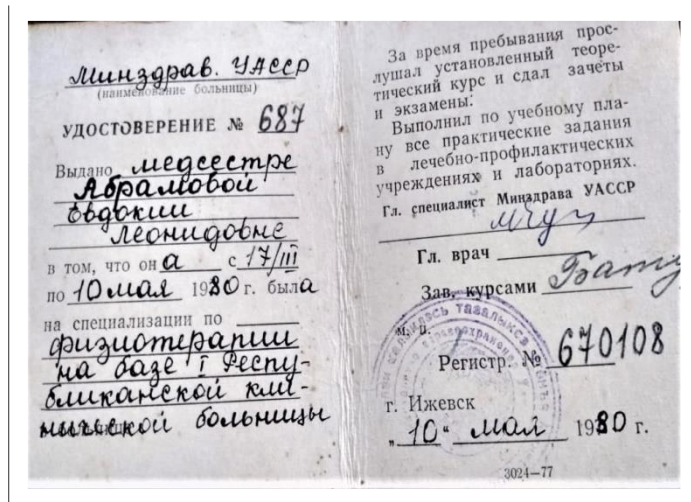 Минздрав. УАССР
(наименование больницы)
УДОСТОВЕРЕНИЕ № 687
Выдано медсестре
Абрамовой
Евдокии
Леонидовне
в том, что он а с 17/III
по 10 мая 1980 г. была
на специализации по
физиотерапии
на базе I Респу-
бликанской кли-
нической больницы
За время пребывания прос-
лушал установленный теоре-
тический курс и сдал зачеты
и экзамены.
Выполнил по учебному пла-
ну все практические задания
в лечебно-профилактических
учреждениях и лабораториях.
Гл. специалист Минздрава УАССР
Гл. врач
Зав. курсами
м. п.
Регистр. № 670108
г. Ижевск
„10“ мая 1980 г.
3024—77